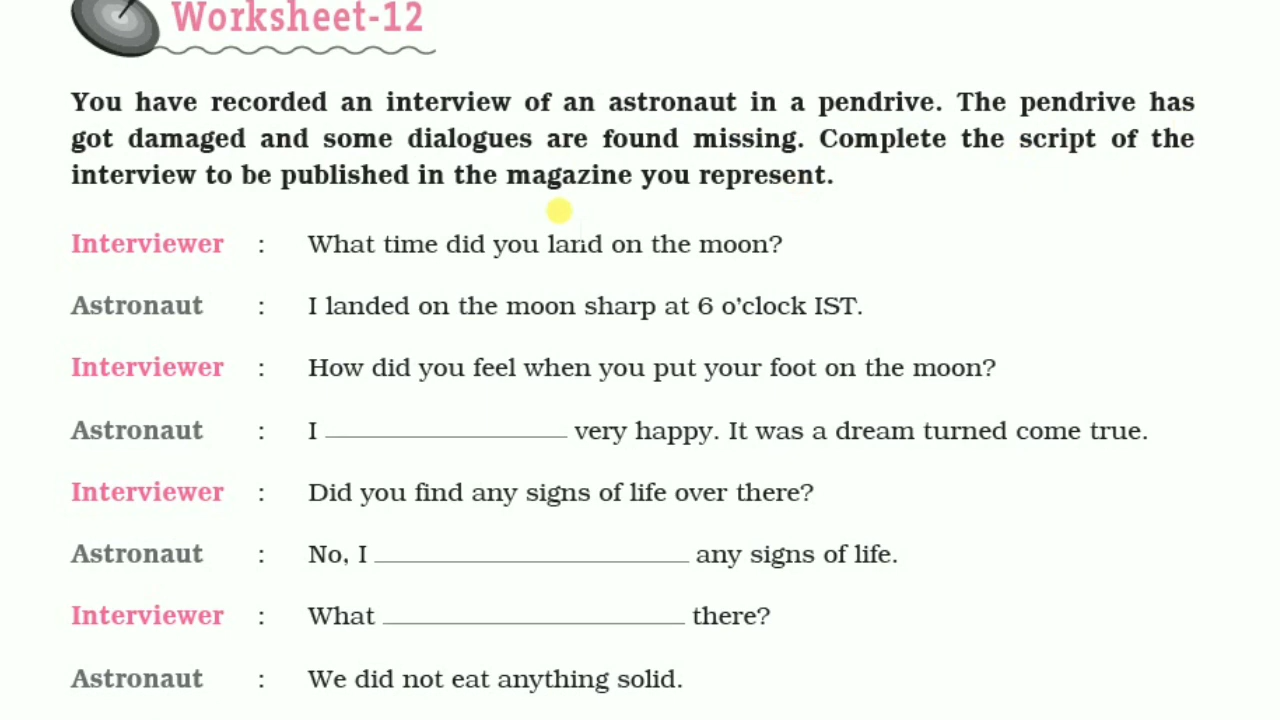 Worksheet-12
You have recorded an interview of an astronaut in a pendrive. The pendrive has
got damaged and some dialogues are found missing. Complete the script of the
interview to be published in the magazine you represent.
Interviewer : What time did you land on the moon?
Astronaut : I landed on the moon sharp at 6 o'clock IST.
Interviewer : How did you feel when you put your foot on the moon?
Astronaut : I ____________ very happy. It was a dream turned come true.
Interviewer : Did you find any signs of life over there?
Astronaut : No, I ____________ any signs of life.
Interviewer : What ____________ there?
Astronaut : We did not eat anything solid.